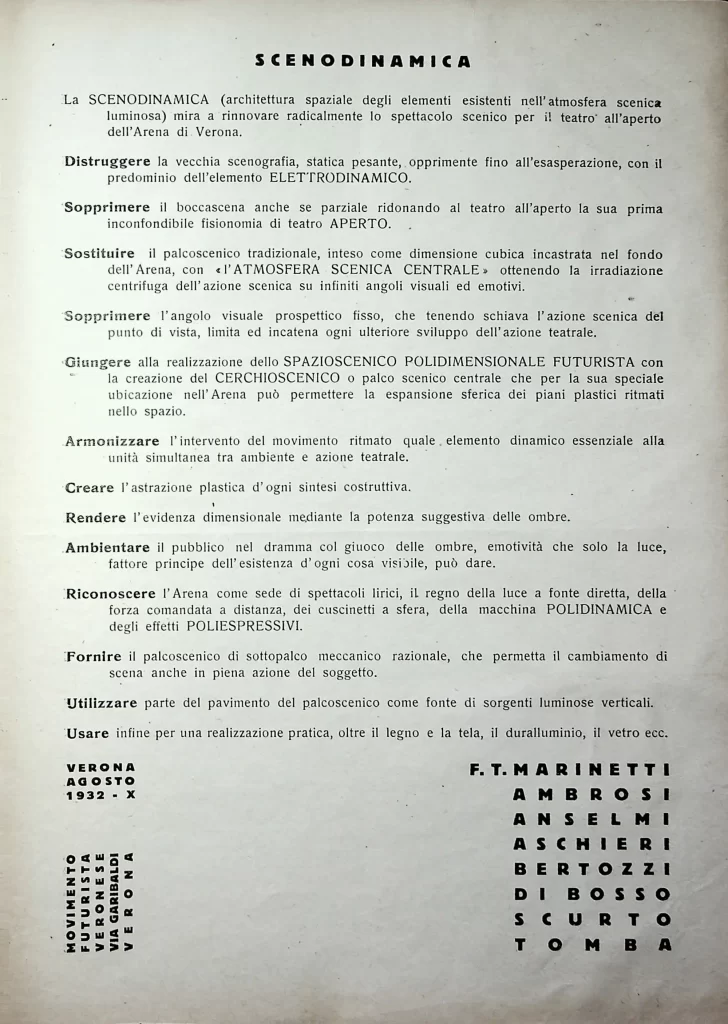 SCENODINAMICA
La SCENODINAMICA (architettura spaziale degli elementi esistenti nell'atmosfera scenica
luminosa) mira a rinnovare radicalmente lo spettacolo scenico per il teatro all'aperto
dell'Arena di Verona.
Distruggere la vecchia scenografia, statica pesante, opprimente fino all'esasperazione, con il
predominio dell'elemento ELETTRODINAMICO.
Sopprimere il boccascena anche se parziale ridonando al teatro all'aperto la sua prima
inconfondibile fisionomia di teatro APERTO.
Sostituire il palcoscenico tradizionale, inteso come dimensione cubica incastrata nel fondo
dell'Arena, con «l'ATMOSFERA SCENICA CENTRALE» ottenendo la irradiazione
centrifuga dell'azione scenica su infiniti angoli visuali ed emotivi.
Sopprimere l'angolo visuale prospettico fisso, che tenendo schiava l'azione scenica del
punto di vista, limita ed incatena ogni ulteriore sviluppo dell'azione teatrale.
Giungere alla realizzazione dello SPAZIOSCENICO POLIDIMENSIONALE FUTURISTA con
la creazione del CERCHIOSCENICO o palco scenico centrale che per la sua speciale
ubicazione nell'Arena può permettere la espansione sferica dei piani plastici ritmati
nello spazio.
Armonizzare l'intervento del movimento ritmato quale elemento dinamico essenziale alla
unità simultanea tra ambiente e azione teatrale.
Creare l'astrazione plastica d'ogni sintesi costruttiva.
Rendere l'evidenza dimensionale mediante la potenza suggestiva delle ombre.
Ambientare il pubblico nel dramma col giuoco delle ombre, emotività che solo la luce,
fattore principe dell'esistenza d'ogni cosa visibile, può dare.
Riconoscere l'Arena come sede di spettacoli lirici, il regno della luce a fonte diretta, della
forza comandata a distanza, dei cuscinetti a sfera, della macchina POLIDINAMICA e
degli effetti POLIESPRESSIVI.
Fornire il palcoscenico di sottopalco meccanico razionale, che permetta il cambiamento di
scena anche in piena azione del soggetto.
Utilizzare parte del pavimento del palcoscenico come fonte di sorgenti luminose verticali.
Usare infine per una realizzazione pratica, oltre il legno e la tela, il duralluminio, il vetro ecc.
VERONA
AGOSTO
1932 - X
F. T. MARINETTI
AMBROSI
ANSELMI
ASCHIERI
BERTOZZI
DI BOSSO
SCURTO
TOMBA
MOVIMENTO
FUTURISTA
VERONESE
VIA GARIBALDI
VERONA